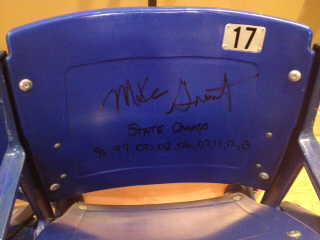 17
Mike Grant
State Champs
96, 97, 00, 02, 06, 07, 11, 12, 13